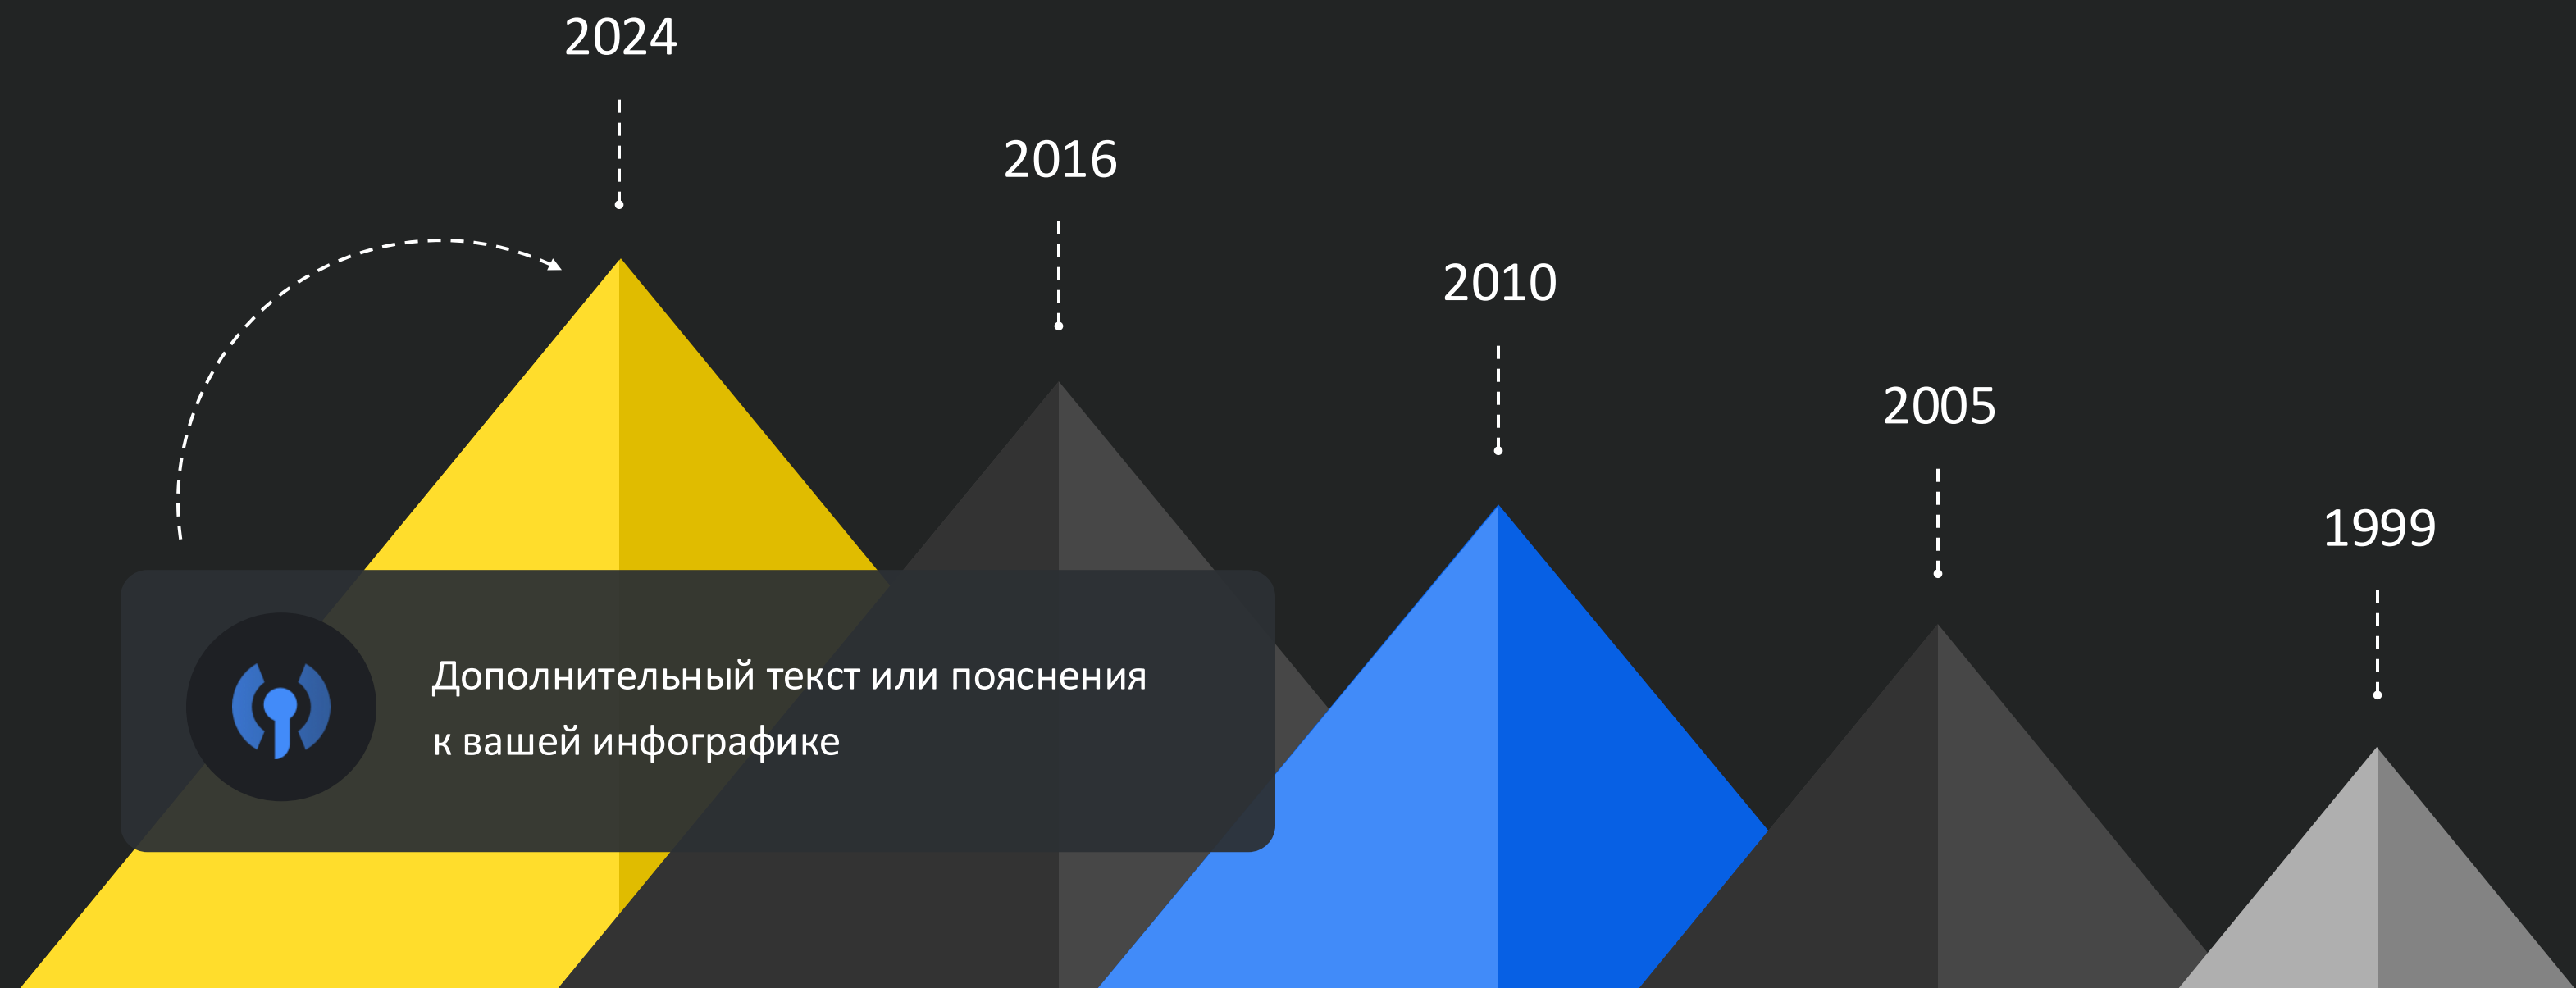 2024
2016
2010
2005
1999
Дополнительный текст или пояснения
к вашей инфографике